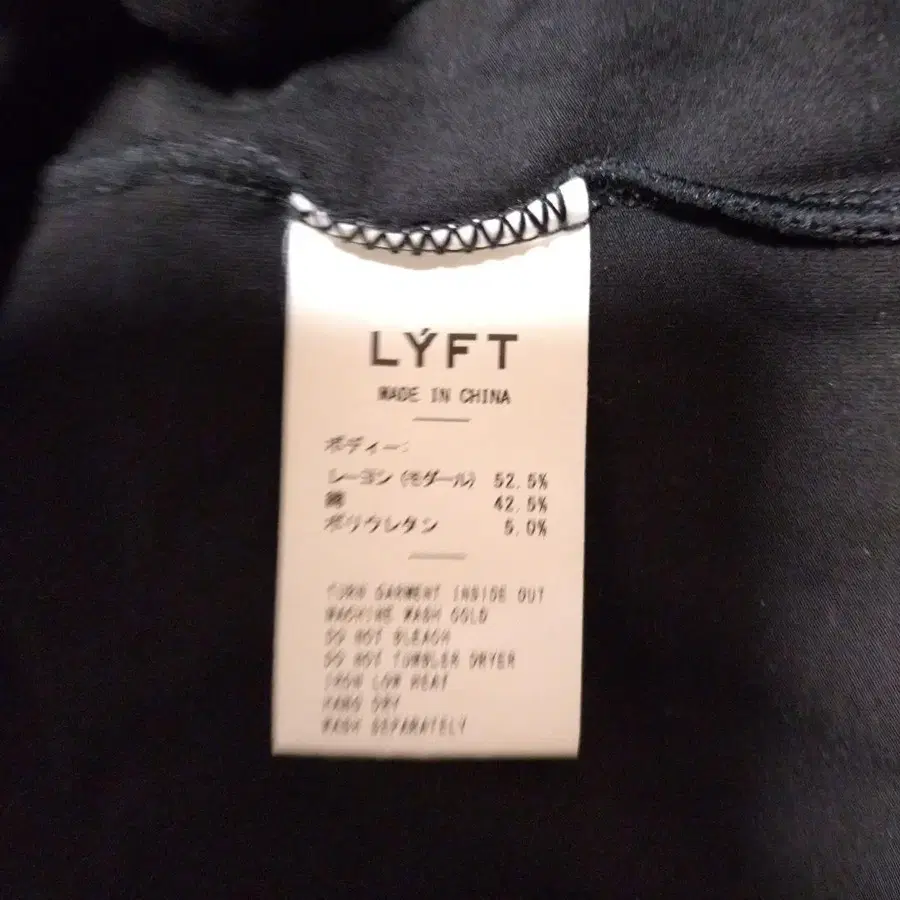 LÝFT
MADE IN CHINA
ボディー:
レーヨン (モダール) 52.5%
綿 42.5%
ポリウレタン 5.0%
TURN GARMENT INSIDE OUT
MACHINE WASH COLD
DO NOT BLEACH
DO NOT TUMBLER DRYER
IRON LOW HEAT
HANG DRY
WASH SEPARATELY